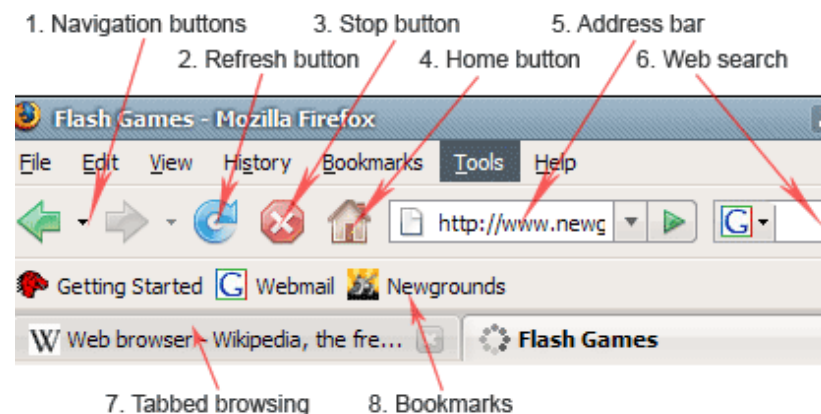 1. Navigation buttons 3. Stop button 5. Address bar
2. Refresh button 4. Home button 6. Web search
Flash Games - Mozilla Firefox
File Edit View History Bookmarks Tools Help
http://www.newg G
Getting Started G Webmail Newgrounds
W Web browser - Wikipedia, the fre... Flash Games
7. Tabbed browsing 8. Bookmarks